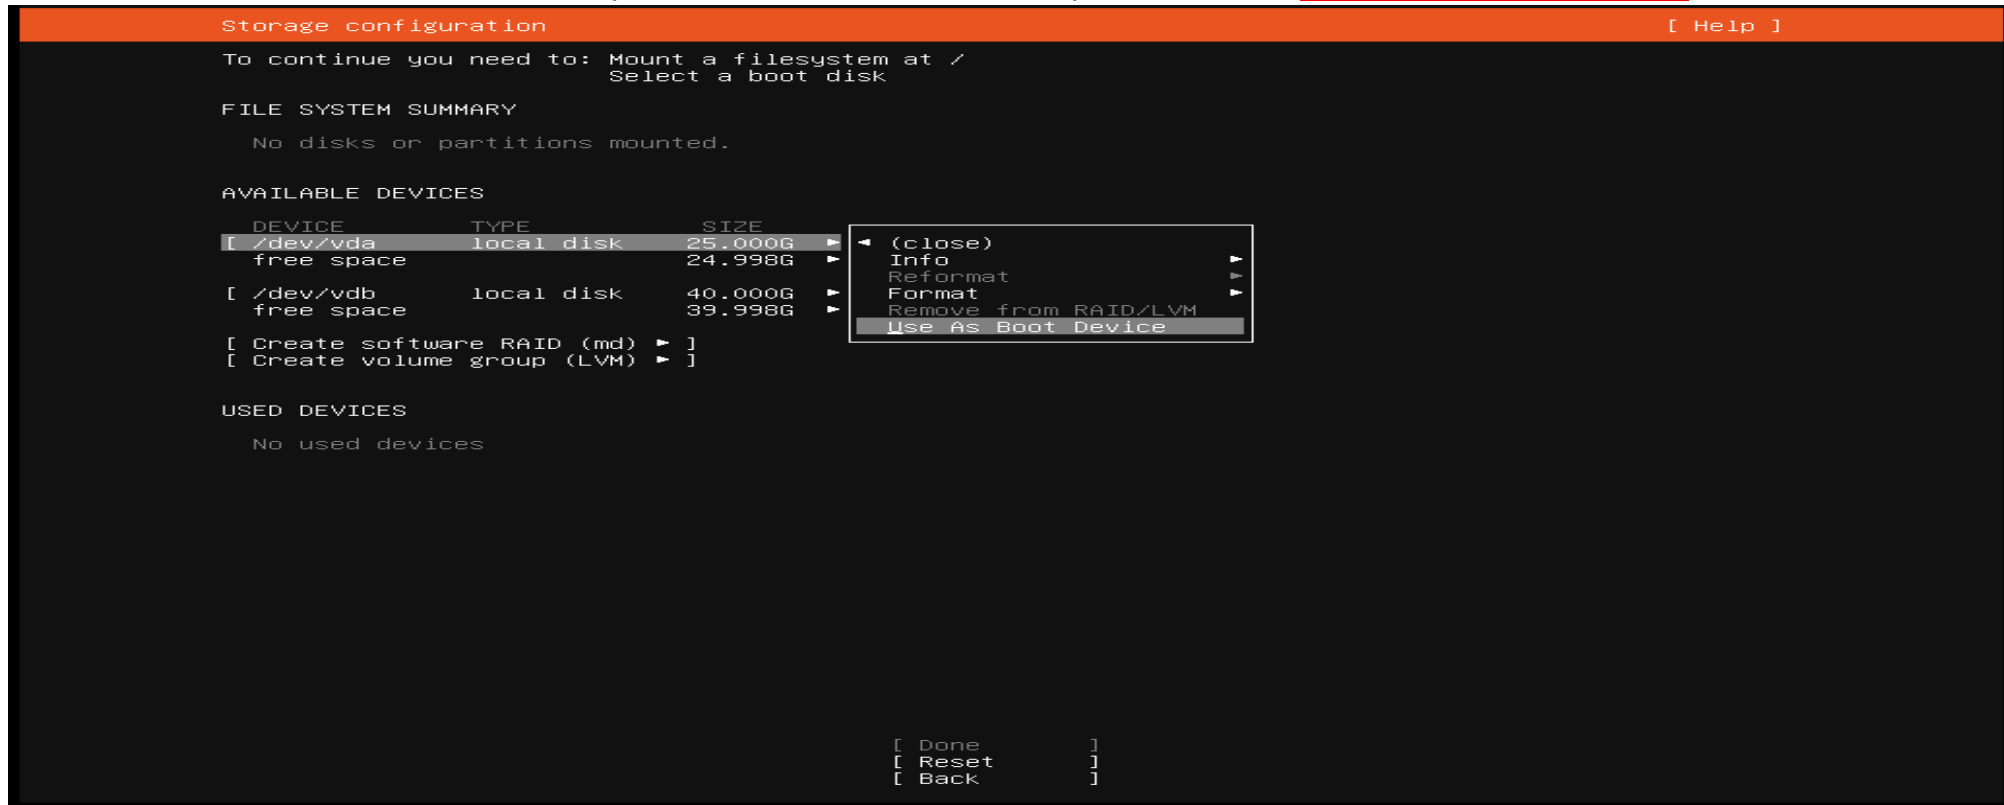 Storage configuration [ Help ]
To continue you need to: Mount a filesystem at /
Select a boot disk
FILE SYSTEM SUMMARY
No disks or partitions mounted.
AVAILABLE DEVICES
DEVICE TYPE SIZE
[ /dev/vda local disk 25.000G ► ◄ (close)
free space 24.998G ► Info ►
Reformat ►
[ /dev/vdb local disk 40.000G ► Format ►
free space 39.998G ► Remove from RAID/LVM
Use As Boot Device
[ Create software RAID (md) ► ]
[ Create volume group (LVM) ► ]
USED DEVICES
No used devices
[ Done ]
[ Reset ]
[ Back ]